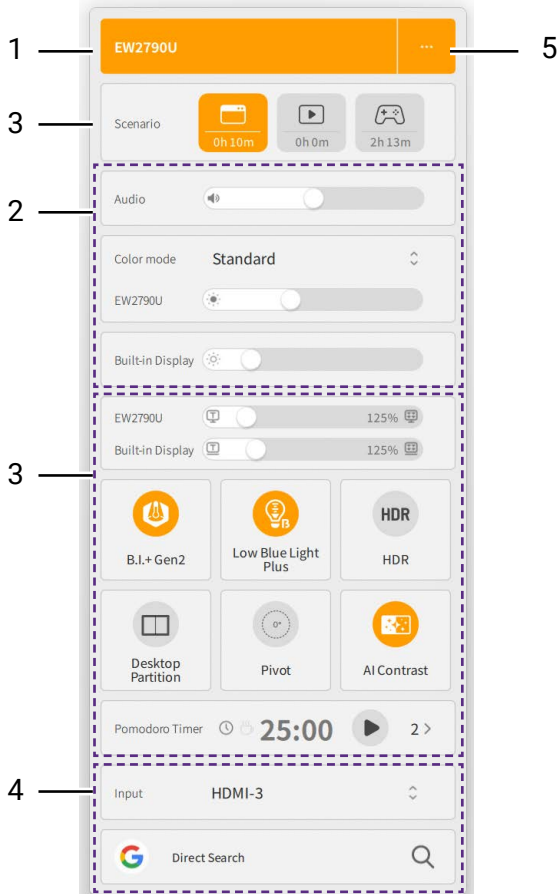 1
EW2790U
...
5
3
Scenario
0h 10m
0h 0m
2h 13m
2
Audio
Color mode
Standard
EW2790U
Built-in Display
3
EW2790U
T
125%
Built-in Display
T
125%
B.I.+ Gen2
B
Low Blue Light
Plus
HDR
HDR
Desktop
Partition
0°
Pivot
AI Contrast
Pomodoro Timer
25:00
2 >
4
Input
HDMI-3
G
Direct Search